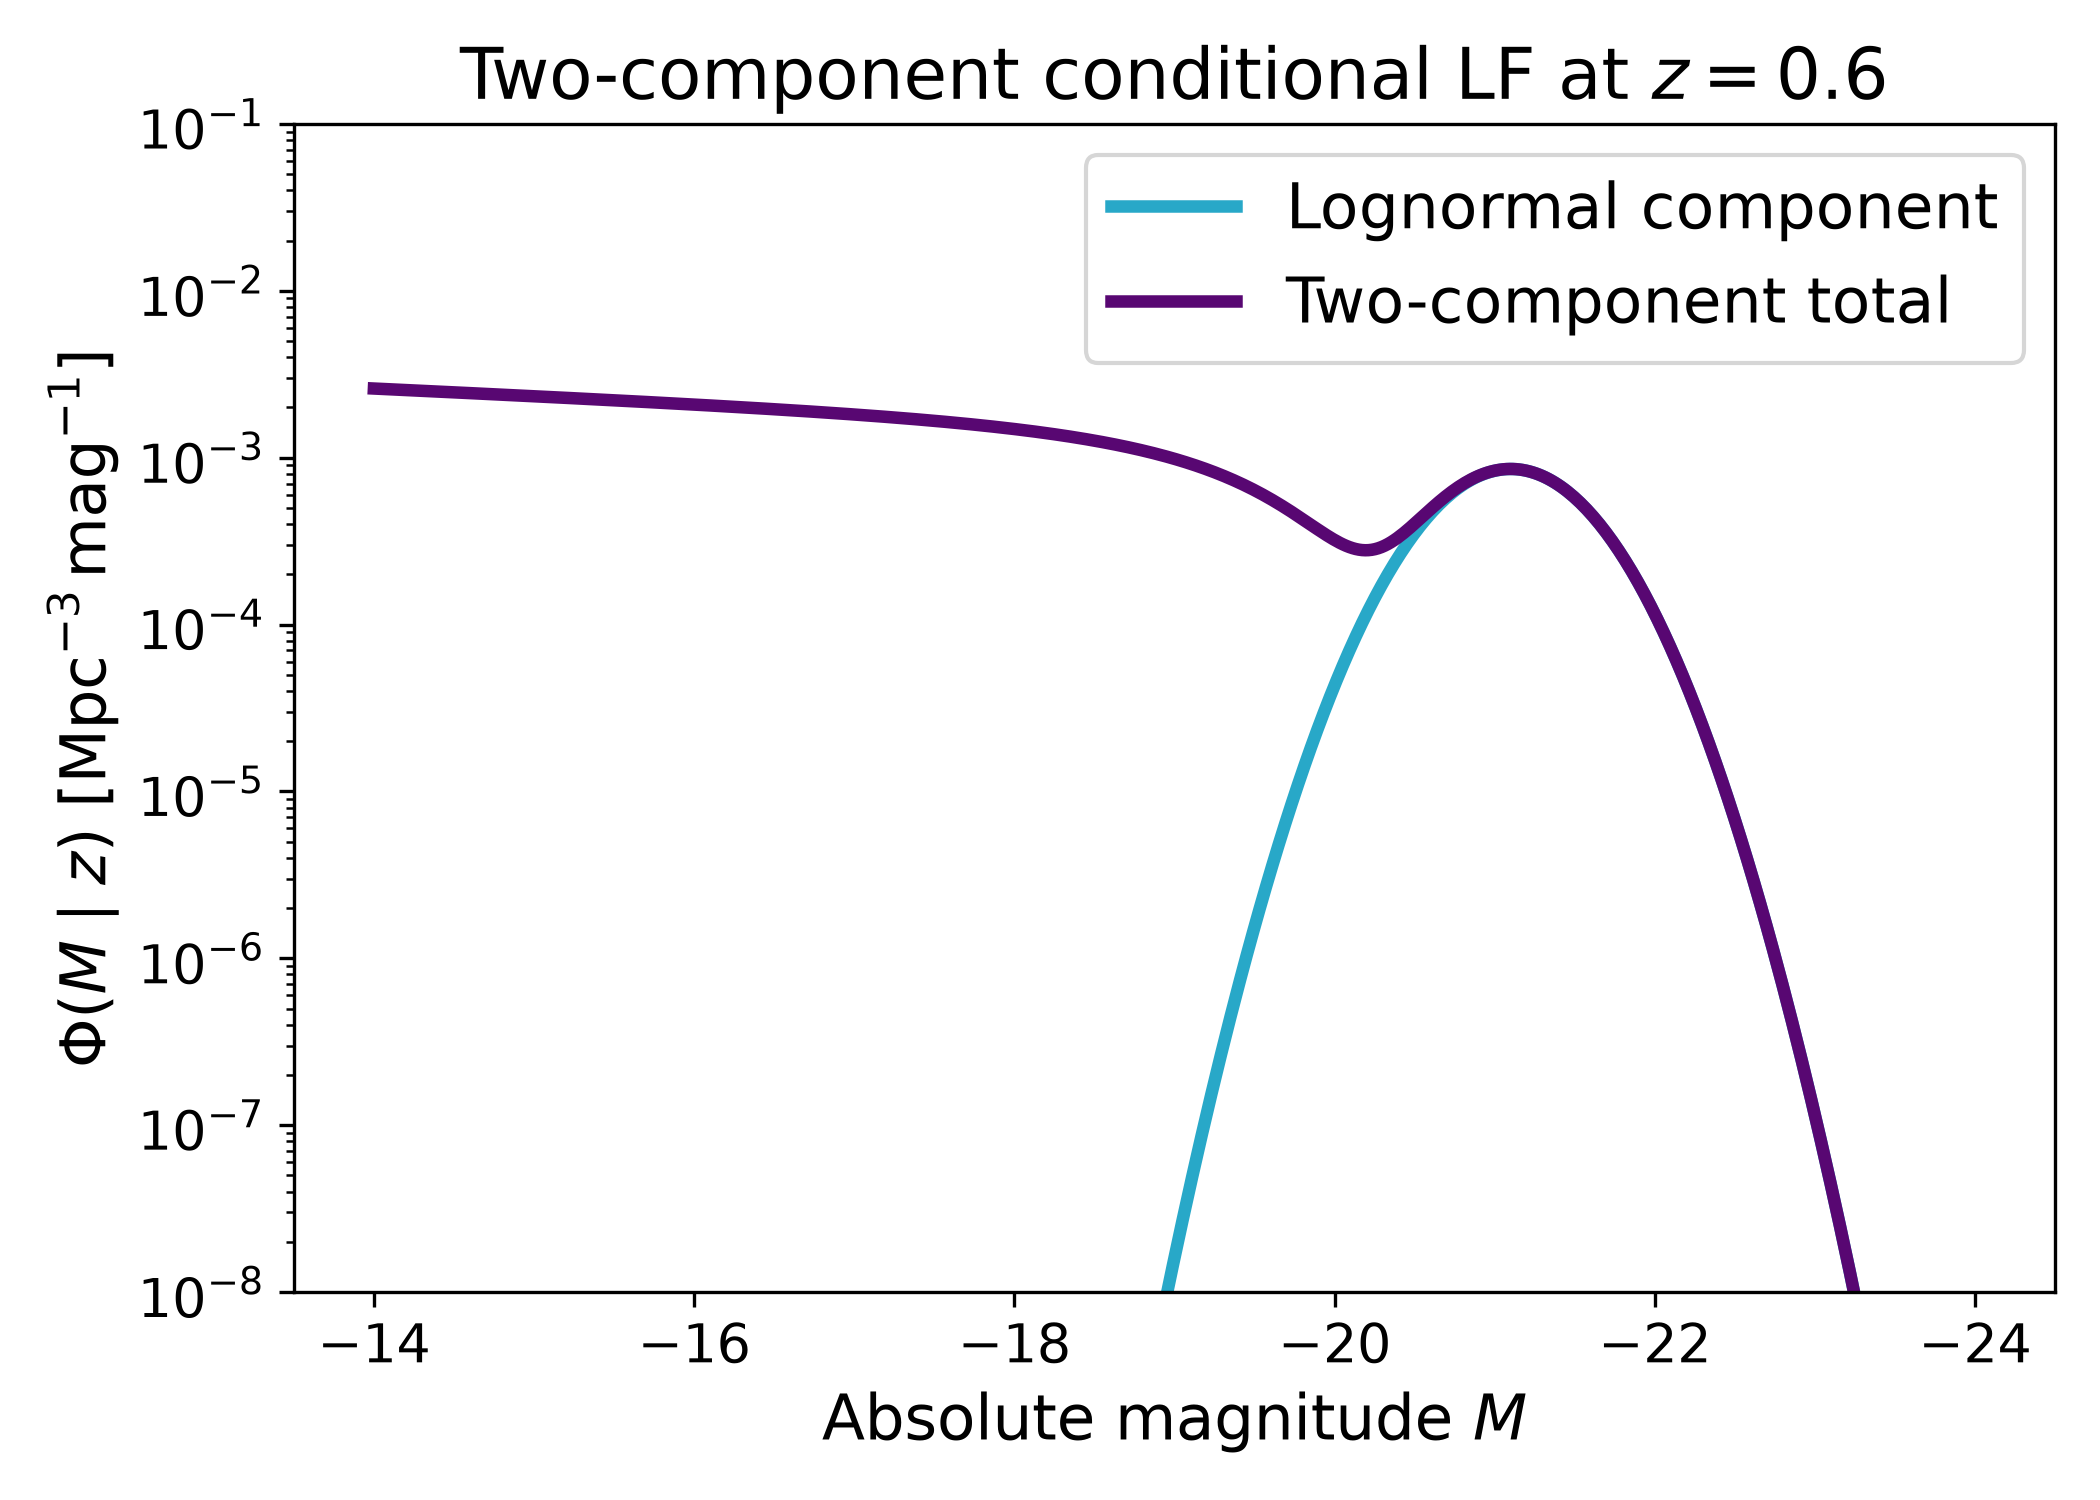 Two-component conditional LF at z = 0.6
Lognormal component
Two-component total
Φ(M | z) [Mpc⁻³ mag⁻¹]
10⁻¹
10⁻²
10⁻³
10⁻⁴
10⁻⁵
10⁻⁶
10⁻⁷
10⁻⁸
−14 −16 −18 −20 −22 −24
Absolute magnitude M